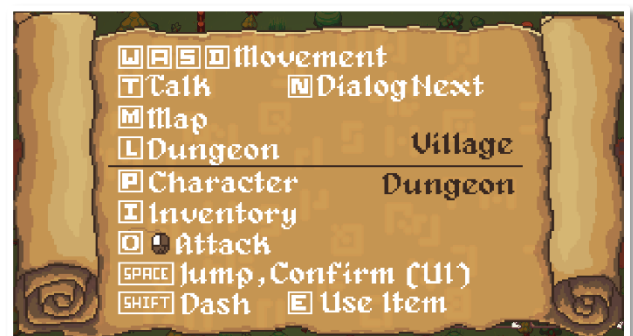 W A S D Movement
T Talk N Dialog Next
M Map
L Dungeon Village
P Character Dungeon
I Inventory
O Attack
SPACE Jump, Confirm (UI)
SHIFT Dash E Use Item